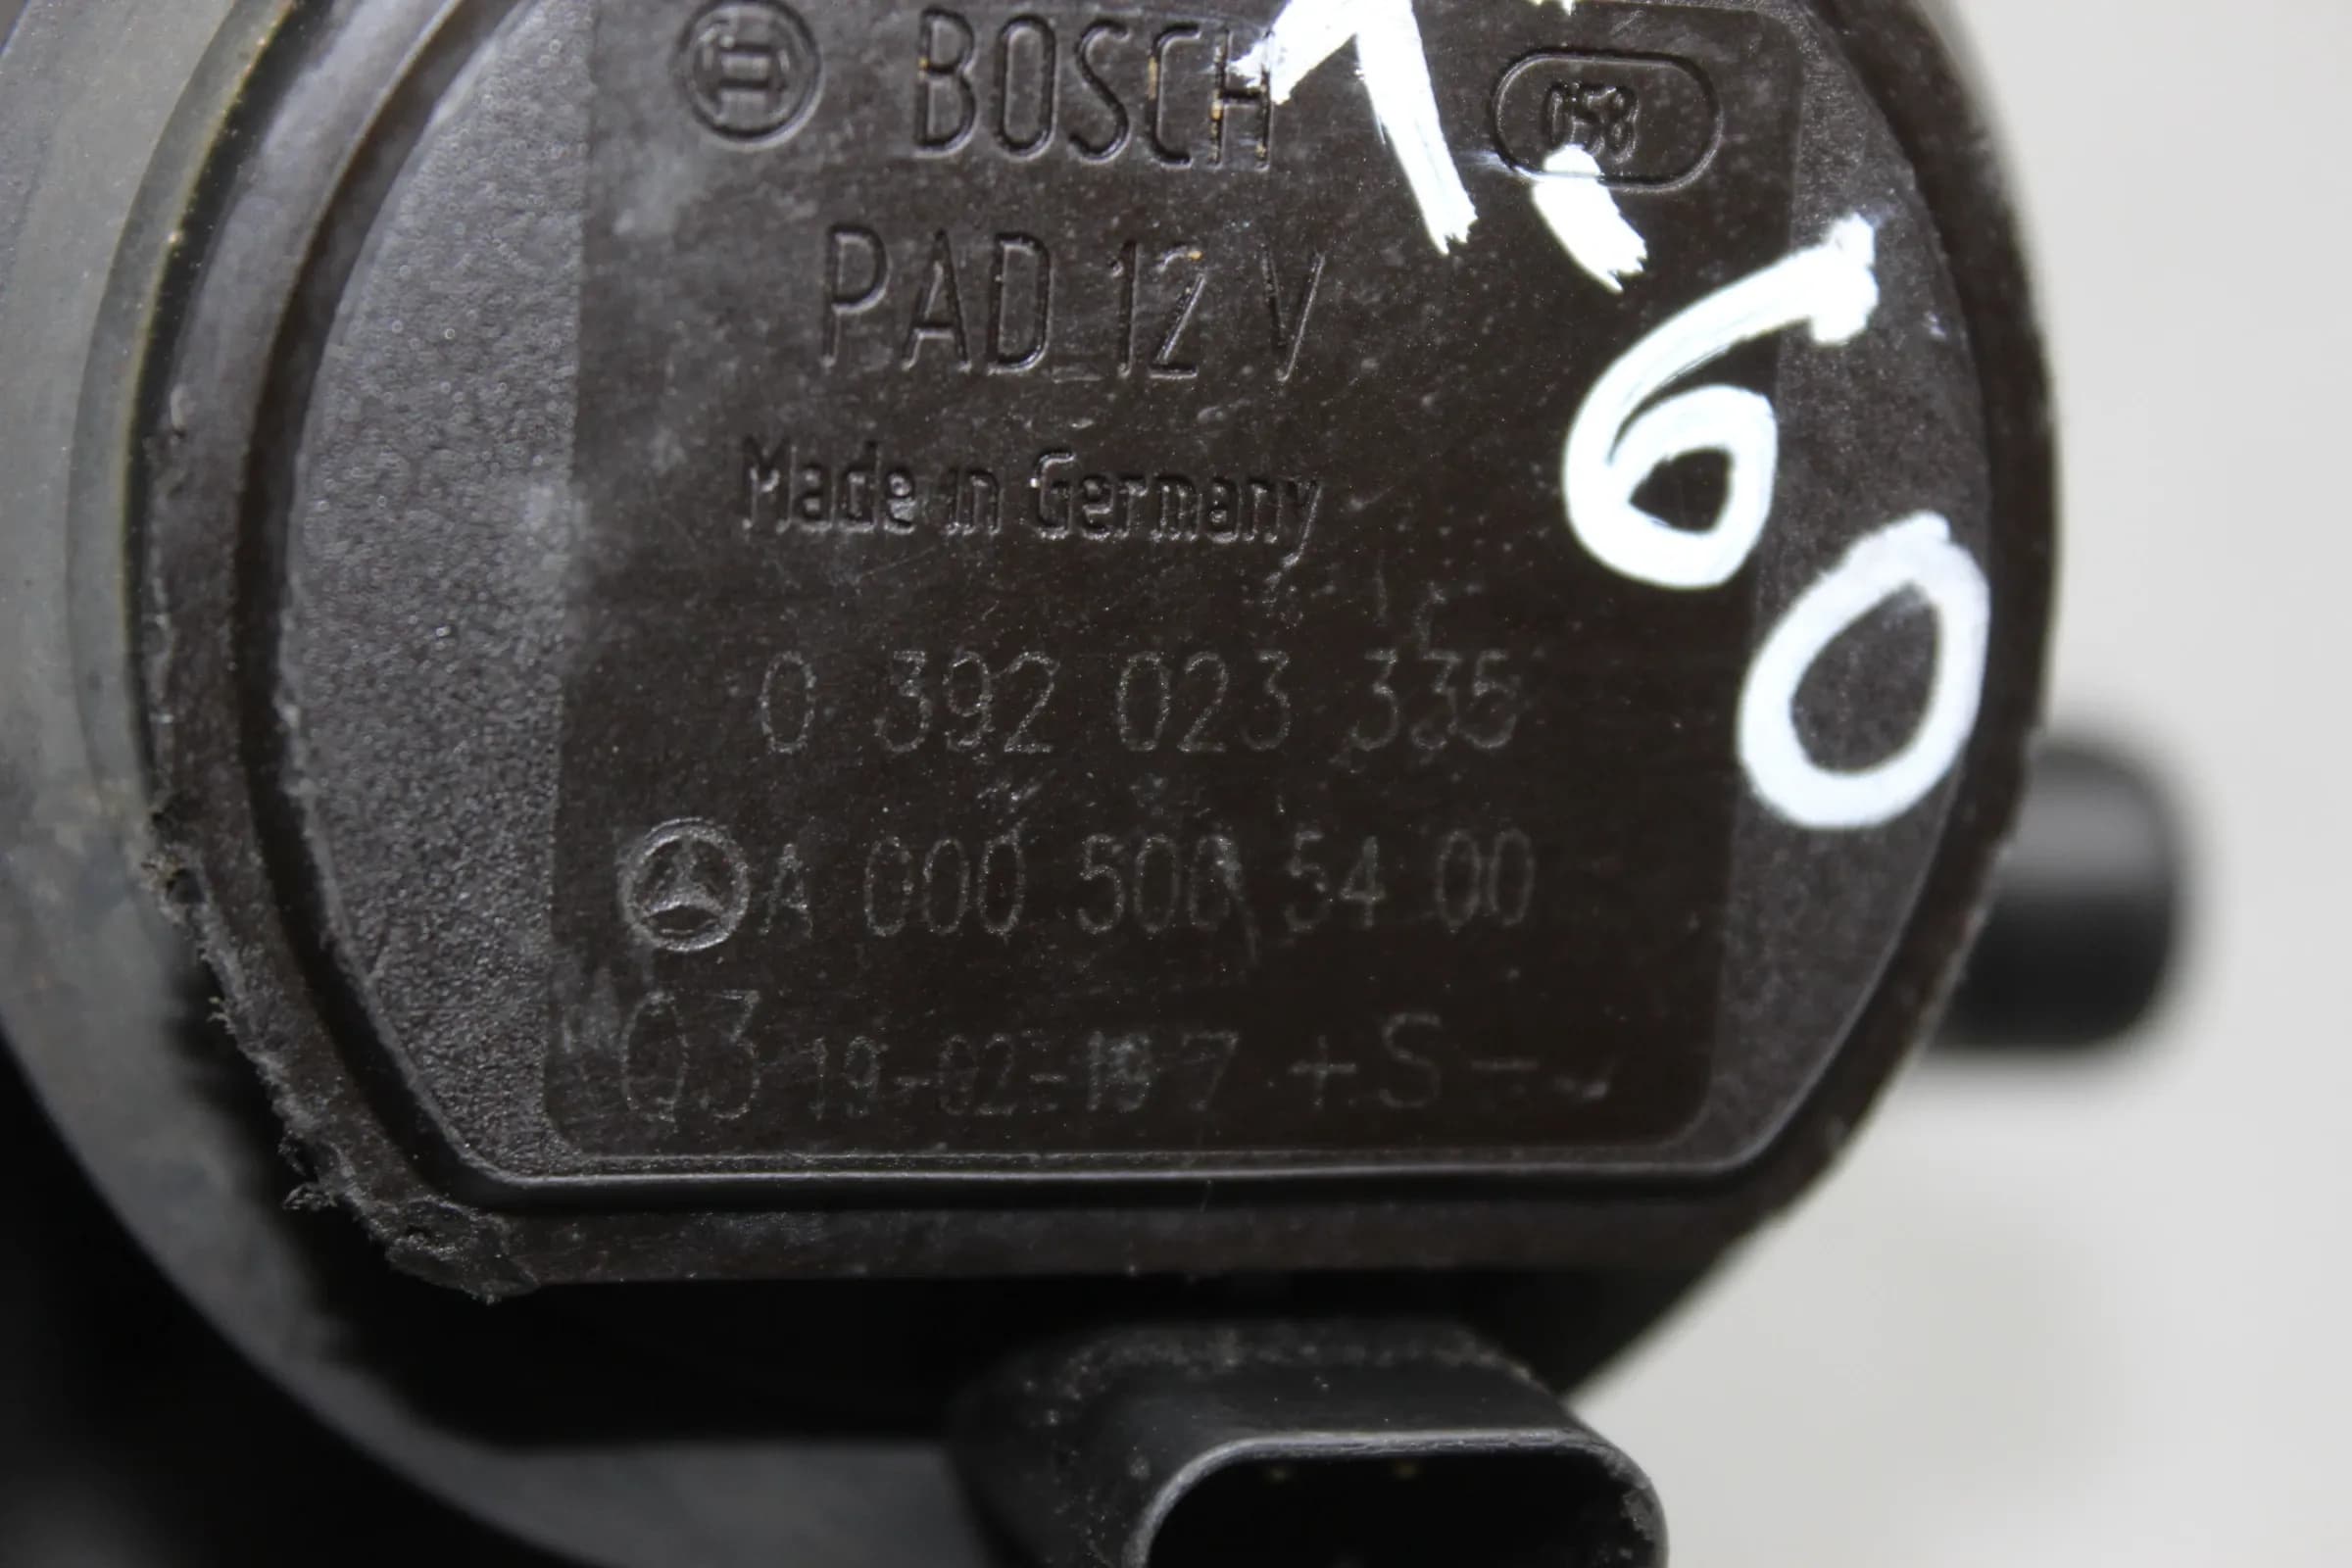 BOSCH 058
PAD 12 V
Made in Germany
0 392 023 335
A 000 500 54 00
03 19-02-19 7 +S-
60